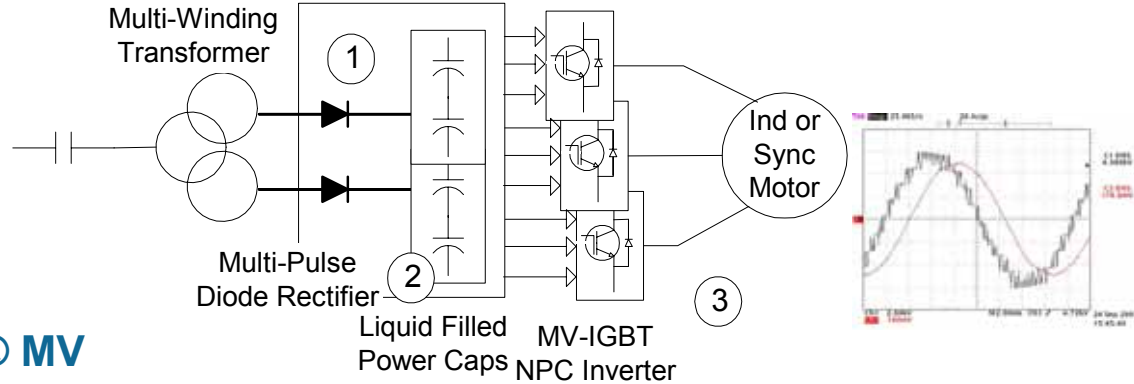 Multi-Winding
Transformer
1
Multi-Pulse
Diode Rectifier
2
Liquid Filled
Power Caps
MV-IGBT
NPC Inverter
Ind or
Sync
Motor
3
MV